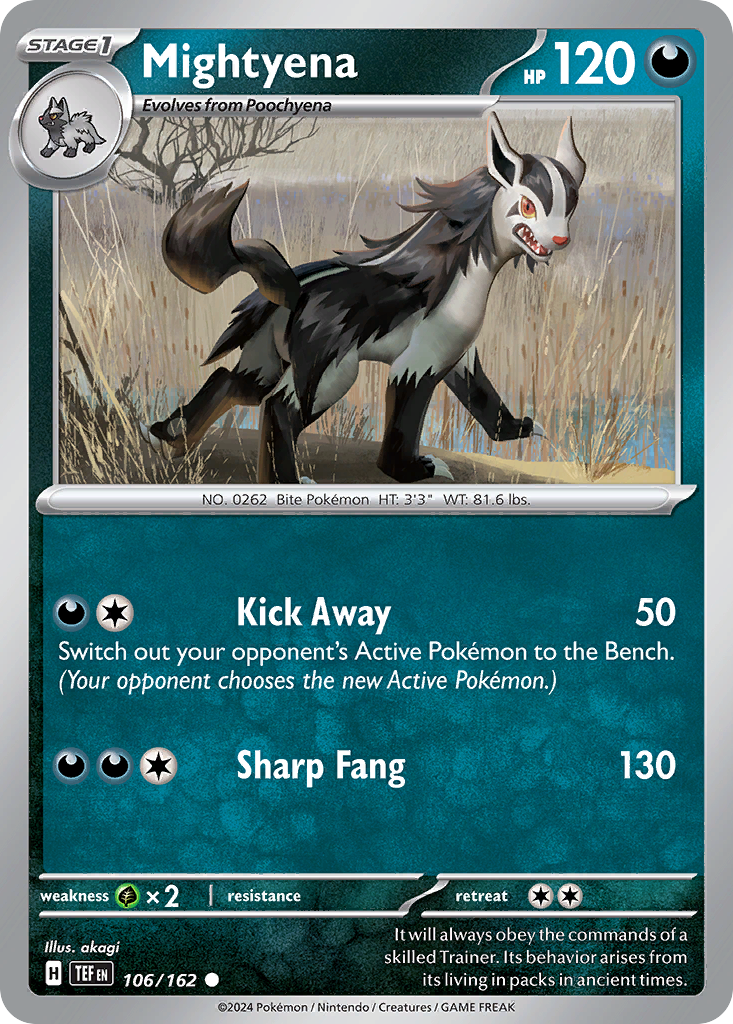 STAGE1
Mightyena
HP 120
Evolves from Poochyena
NO. 0262 Bite Pokémon HT: 3'3" WT: 81.6 lbs.
Kick Away 50
Switch out your opponent's Active Pokémon to the Bench.
(Your opponent chooses the new Active Pokémon.)
Sharp Fang 130
weakness ×2 | resistance retreat
Illus. akagi
H TEF EN 106/162
It will always obey the commands of a
skilled Trainer. Its behavior arises from
its living in packs in ancient times.
©2024 Pokémon / Nintendo / Creatures / GAME FREAK